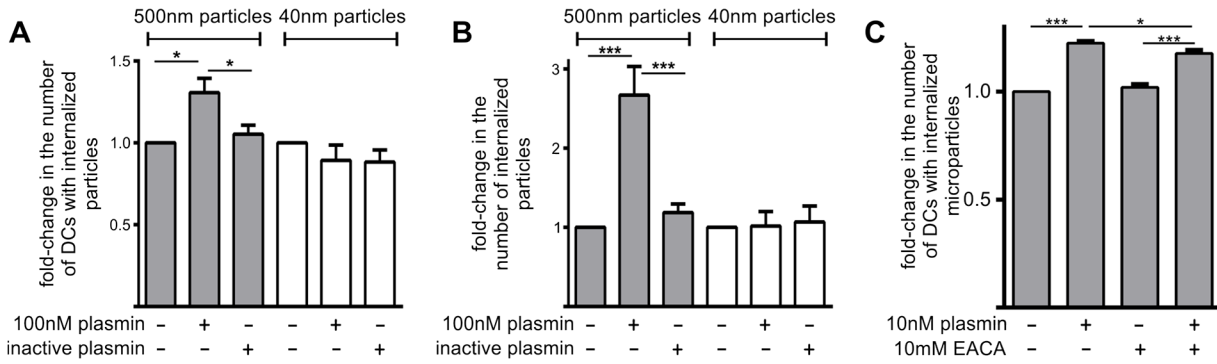 A
500nm particles 40nm particles
fold-change in the number
of DCs with internalized
particles
1.5
1.0
0.5
* *
100nM plasmin – + – – + –
inactive plasmin – – + – – +
B
500nm particles 40nm particles
fold-change in the
number of internalized
particles
3
2
1
*** ***
100nM plasmin – + – – + –
inactive plasmin – – + – – +
C
fold-change in the number
of DCs with internalized
microparticles
1.0
0.5
*** * ***
10nM plasmin – + – +
10mM EACA – – + +